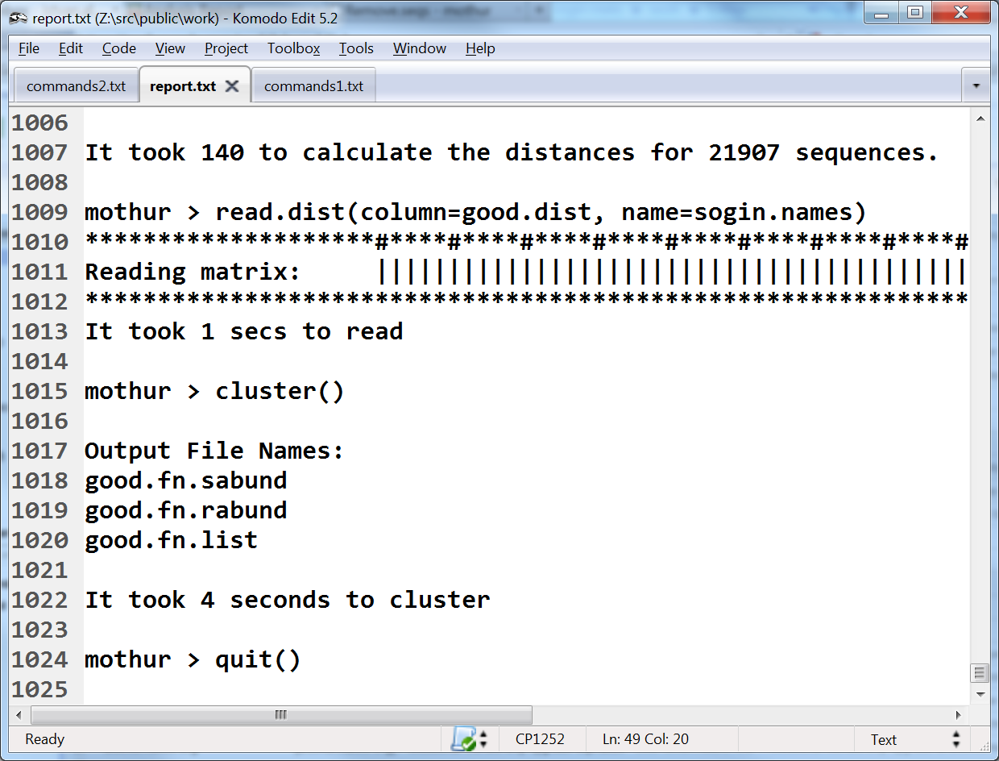 report.txt (Z:\src\public\work) - Komodo Edit 5.2
File Edit Code View Project Toolbox Tools Window Help
commands2.txt report.txt commands1.txt
1006
1007 It took 140 to calculate the distances for 21907 sequences.
1008
1009 mothur > read.dist(column=good.dist, name=sogin.names)
1010 ********************#****#****#****#****#****#****#****#****#
1011 Reading matrix:     |||||||||||||||||||||||||||||||||||||||||
1012 *************************************************************
1013 It took 1 secs to read
1014
1015 mothur > cluster()
1016
1017 Output File Names:
1018 good.fn.sabund
1019 good.fn.rabund
1020 good.fn.list
1021
1022 It took 4 seconds to cluster
1023
1024 mothur > quit()
1025
Ready CP1252 Ln: 49 Col: 20 Text